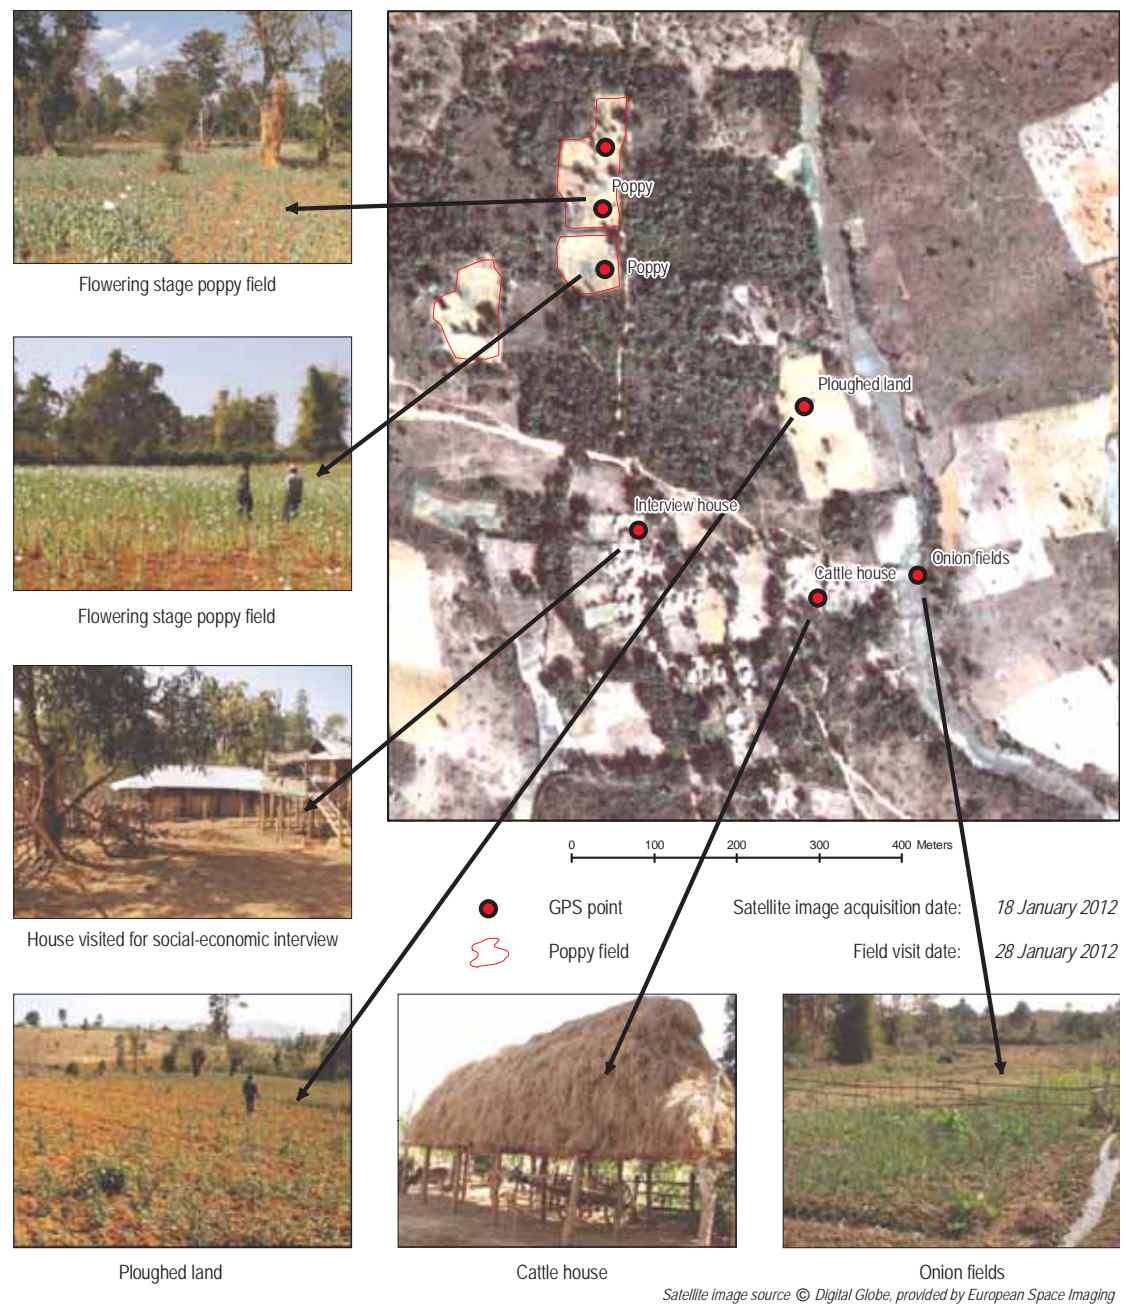 Flowering stage poppy field
Poppy
Poppy
Ploughed land
Flowering stage poppy field
Interview house
Cattle house
Onion fields
House visited for social-economic interview
0 100 200 300 400 Meters
GPS point
Satellite image acquisition date: 18 January 2012
Poppy field
Field visit date: 28 January 2012
Ploughed land
Cattle house
Onion fields
Satellite image source © Digital Globe, provided by European Space Imaging